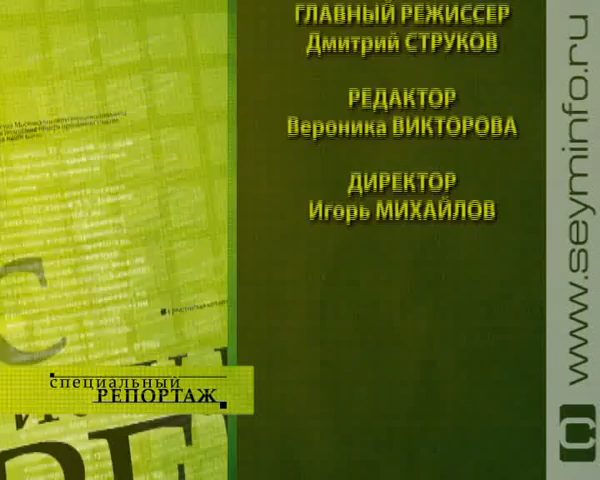 ГЛАВНЫЙ РЕЖИССЕР
Дмитрий СТРУКОВ
РЕДАКТОР
Вероника ВИКТОРОВА
ДИРЕКТОР
Игорь МИХАЙЛОВ
www.seyminfo.ru
специальный
РЕПОРТАЖ